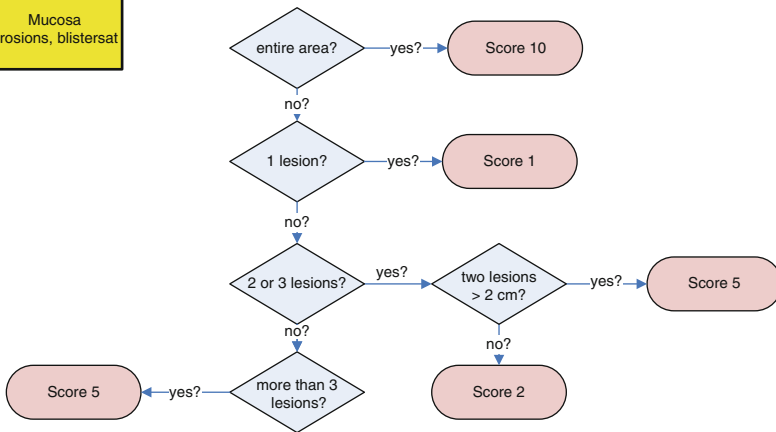 Mucosa
rosions, blistersat
entire area?
yes?
Score 10
no?
1 lesion?
yes?
Score 1
no?
2 or 3 lesions?
yes?
two lesions
> 2 cm?
yes?
Score 5
no?
no?
Score 2
more than 3
lesions?
yes?
Score 5